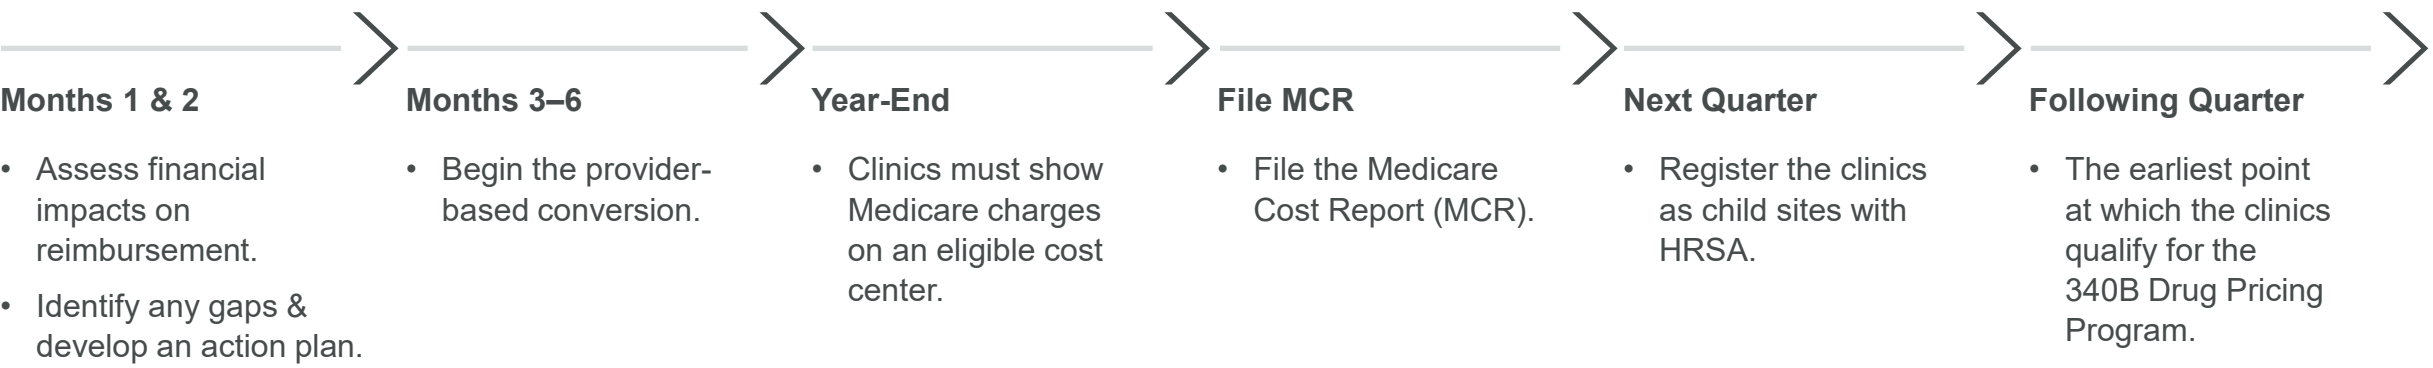 Months 1 & 2
• Assess financial
impacts on
reimbursement.
• Identify any gaps &
develop an action plan.
Months 3–6
• Begin the provider-
based conversion.
Year-End
• Clinics must show
Medicare charges
on an eligible cost
center.
File MCR
• File the Medicare
Cost Report (MCR).
Next Quarter
• Register the clinics
as child sites with
HRSA.
Following Quarter
• The earliest point
at which the clinics
qualify for the
340B Drug Pricing
Program.